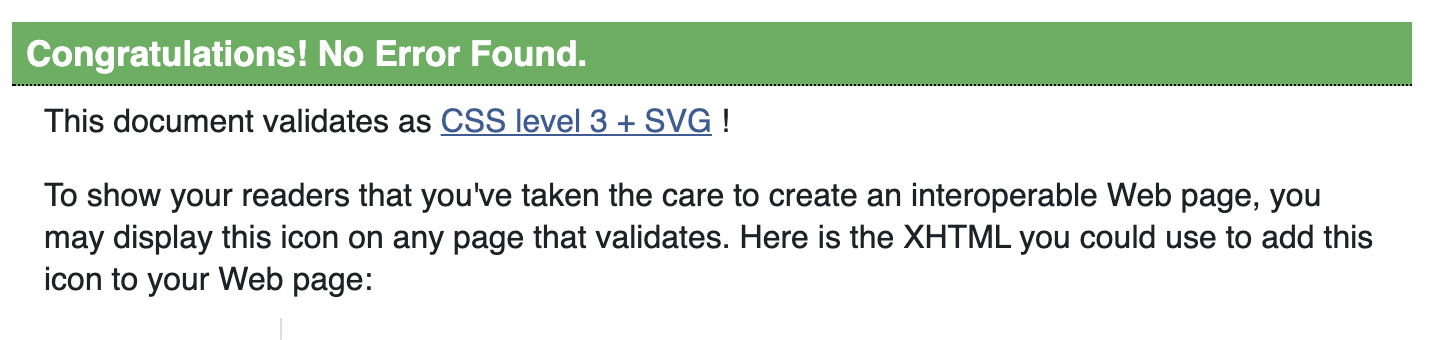 Congratulations! No Error Found.
This document validates as CSS level 3 + SVG !
To show your readers that you've taken the care to create an interoperable Web page, you
may display this icon on any page that validates. Here is the XHTML you could use to add this
icon to your Web page: